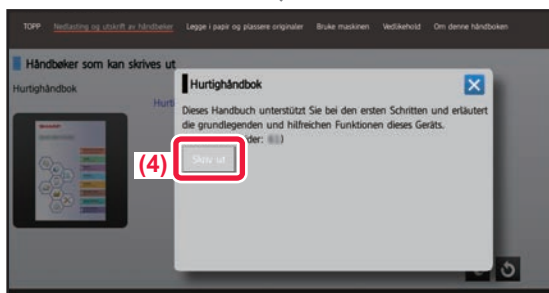 TOPP Nedlasting og utskrift av håndbøker Legge i papir og plassere originaler Bruke maskinen Vedlikehold Om denne håndboken
Håndbøker som kan skrives ut
Hurtighåndbok
Hurtighåndbok
Dieses Handbuch unterstützt Sie bei den ersten Schritten und erläutert
die grundlegenden und hilfreichen Funktionen dieses Geräts.
(4)
Skriv ut